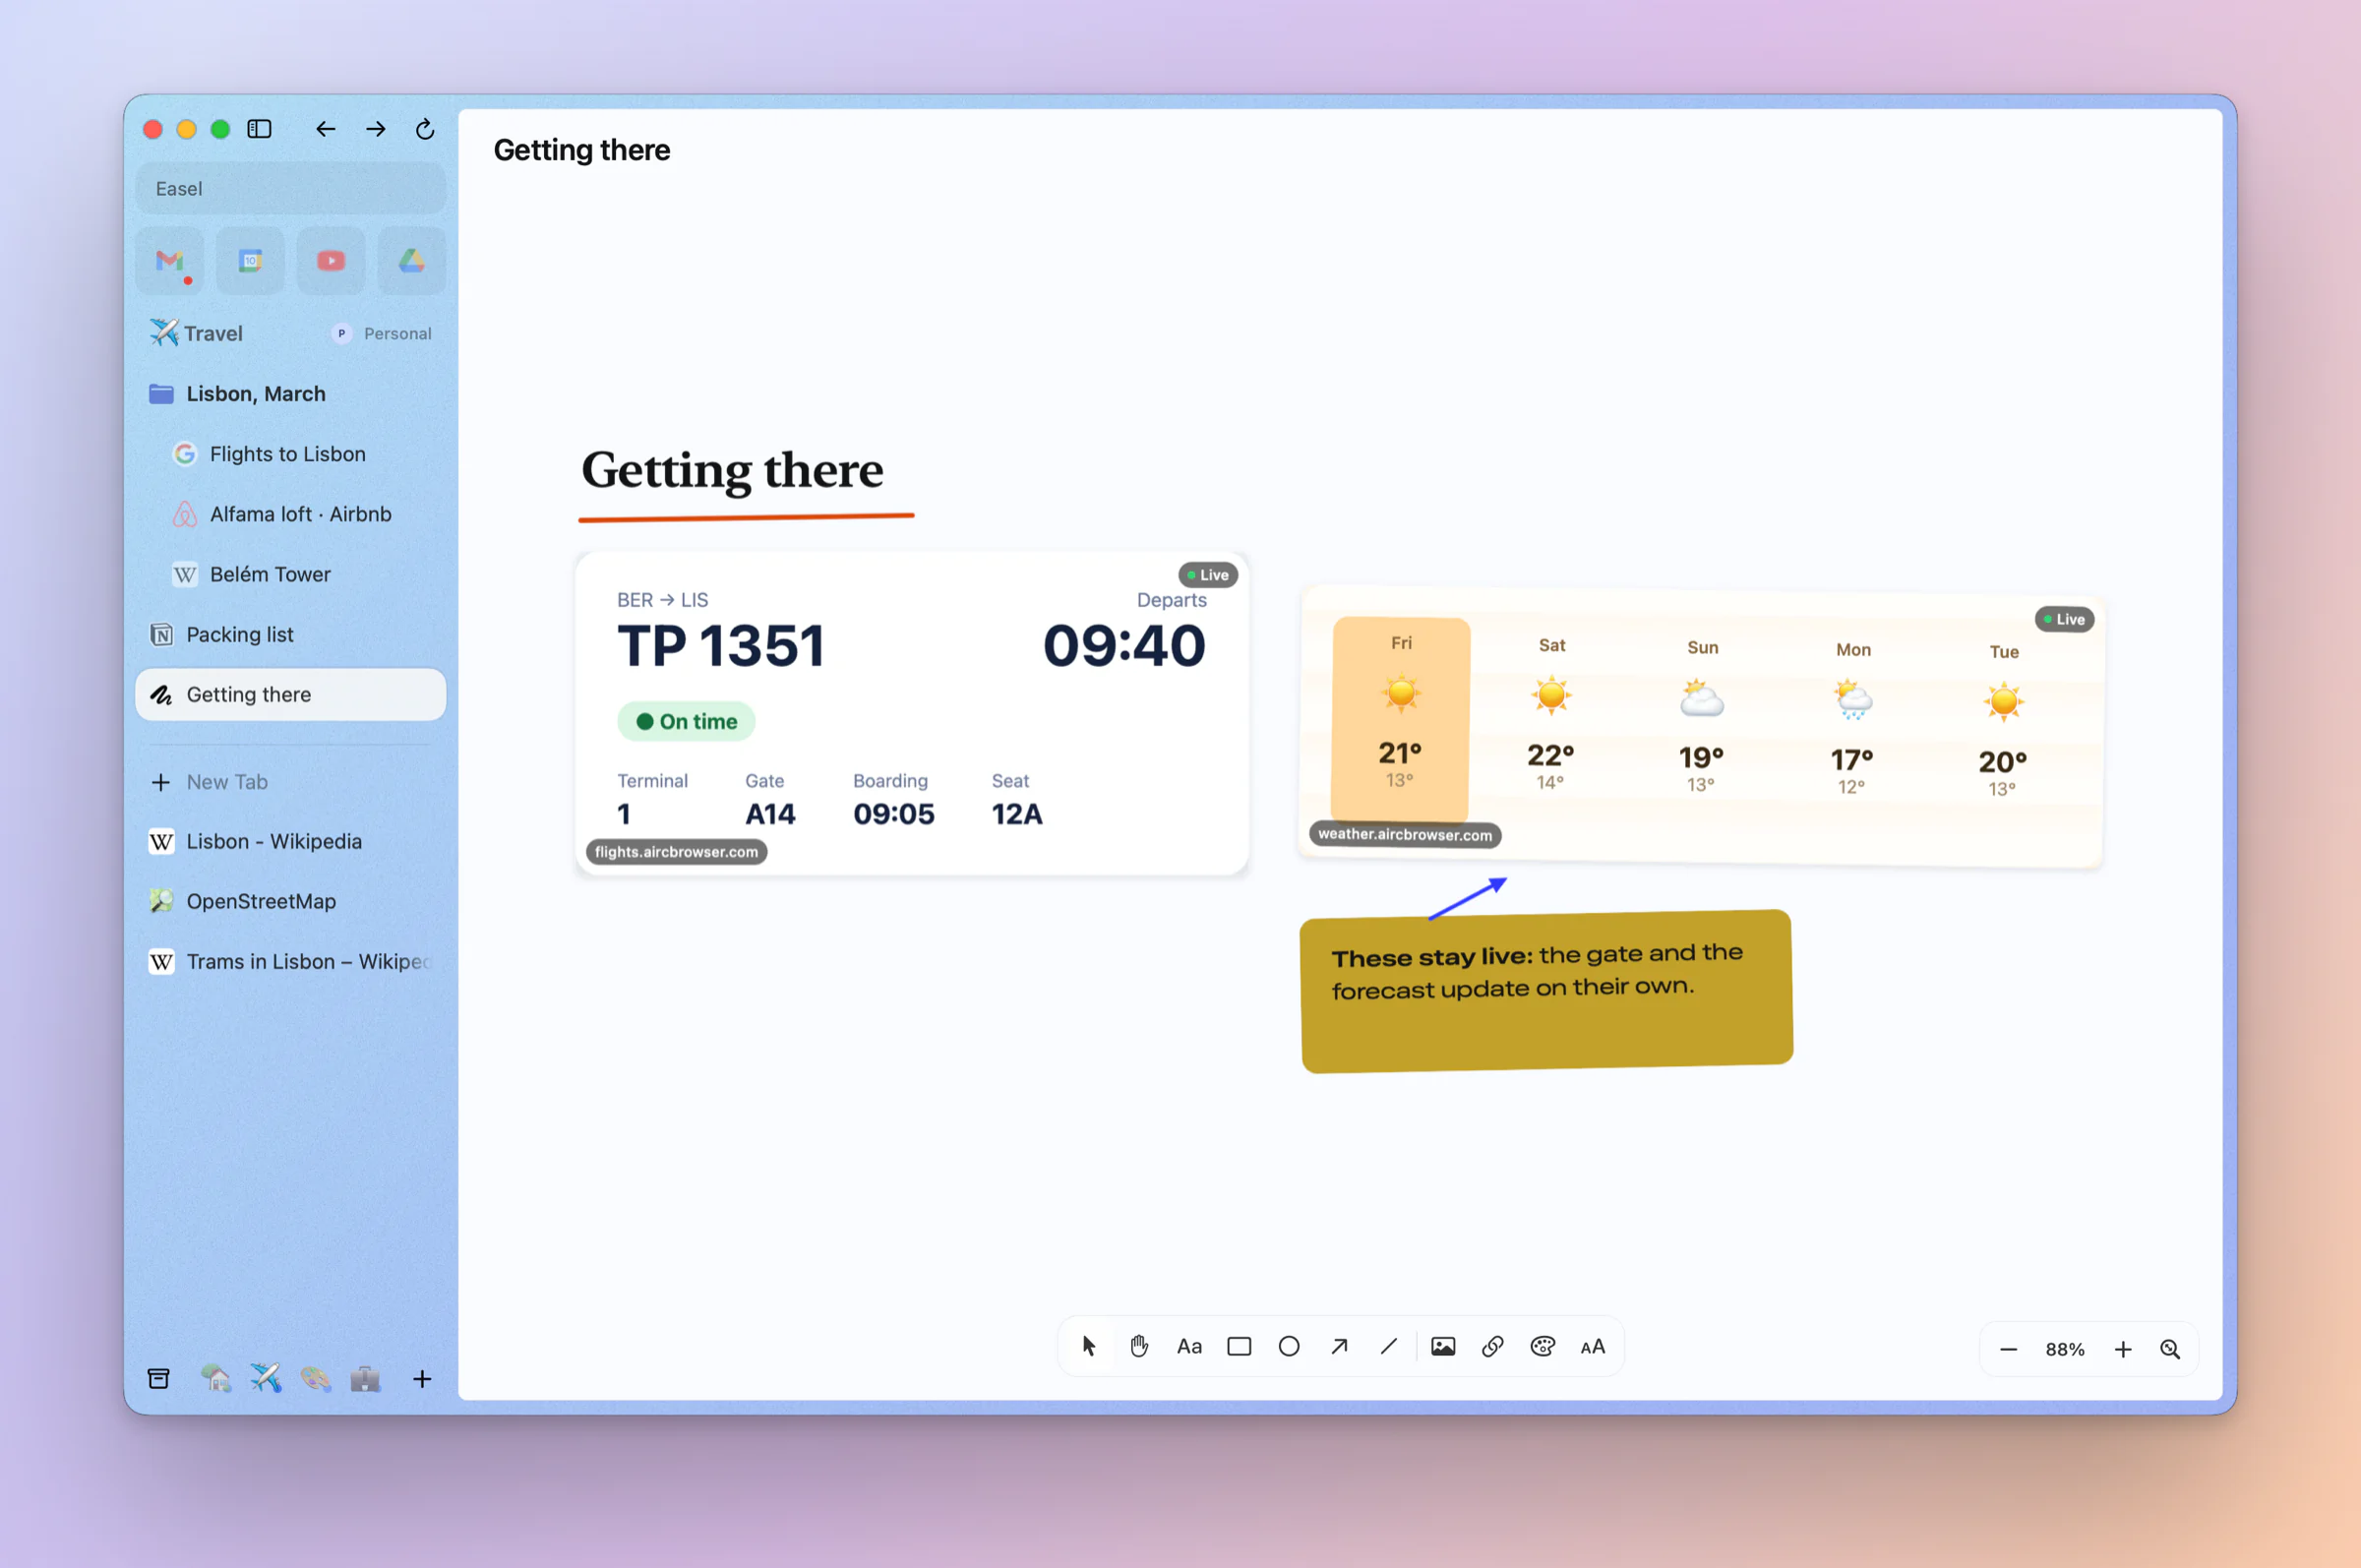 Easel
10
Travel
P Personal
Lisbon, March
Flights to Lisbon
Alfama loft · Airbnb
Belém Tower
Packing list
Getting there
New Tab
Lisbon - Wikipedia
OpenStreetMap
Trams in Lisbon – Wikiped
Getting there
Getting there
Live
BER → LIS
Departs
TP 1351
09:40
On time
Terminal Gate Boarding Seat
1 A14 09:05 12A
flights.aircbrowser.com
Live
Fri Sat Sun Mon Tue
21° 22° 19° 17° 20°
13° 14° 13° 12° 13°
weather.aircbrowser.com
These stay live: the gate and the
forecast update on their own.
Aa
AA
88%